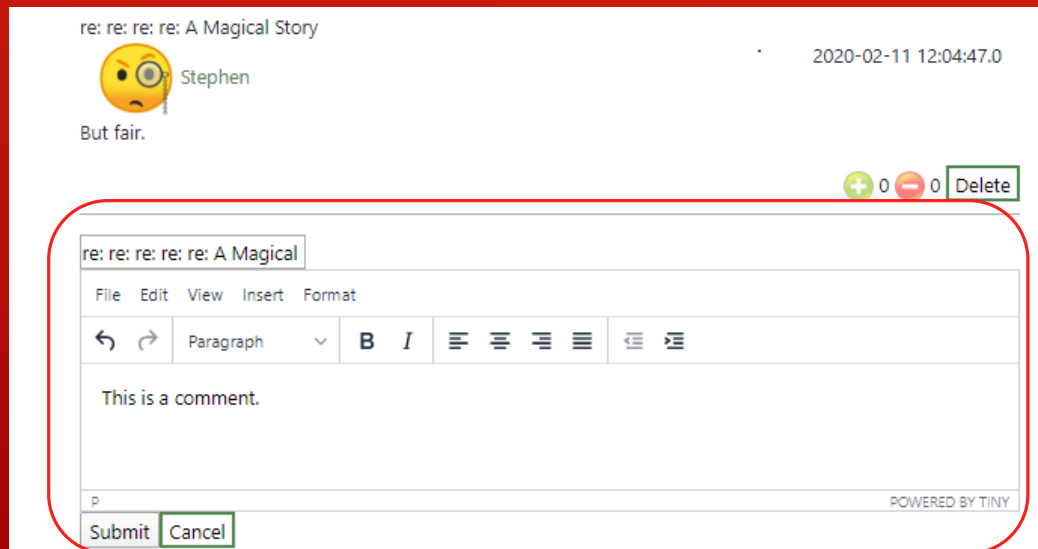 re: re: re: re: A Magical Story
2020-02-11 12:04:47.0
Stephen
But fair.
0 0 Delete
re: re: re: re: re: A Magical
File Edit View Insert Format
Paragraph B I
This is a comment.
P POWERED BY TINY
Submit Cancel